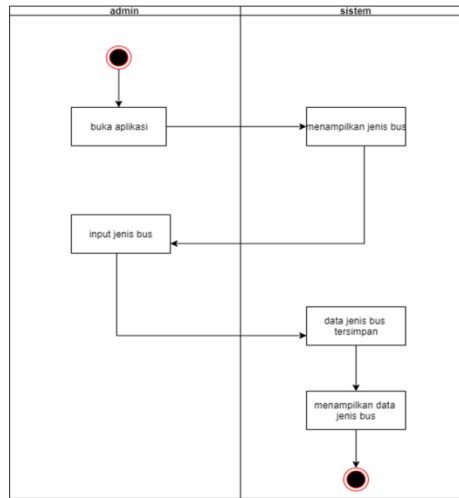 admin
sistem
buka aplikasi
menampilkan jenis bus
input jenis bus
data jenis bus
tersimpan
menampilkan data
jenis bus